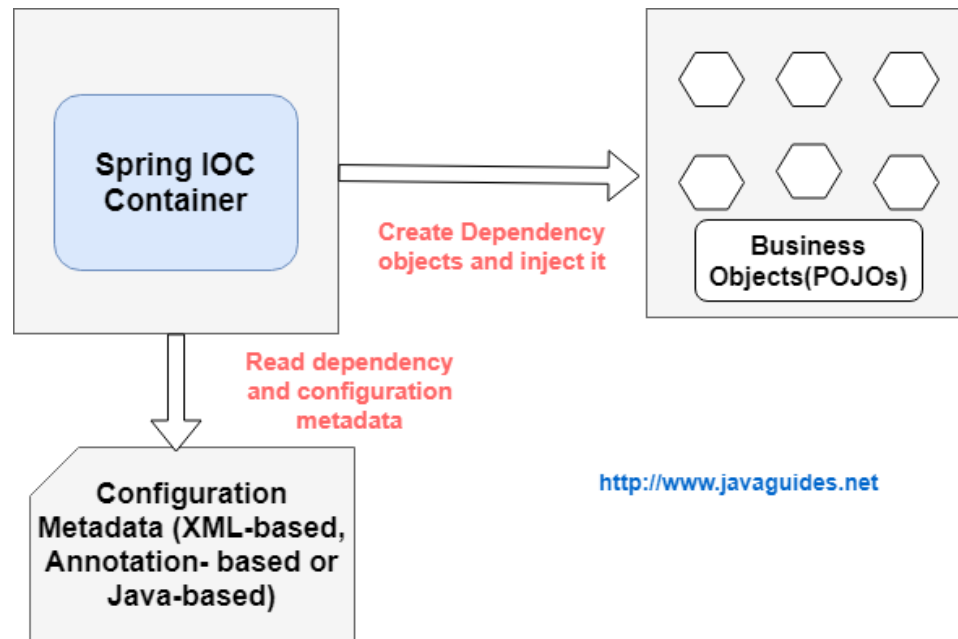 Spring IOC
Container
Create Dependency
objects and inject it
Business
Objects(POJOs)
Read dependency
and configuration
metadata
Configuration
Metadata (XML-based,
Annotation- based or
Java-based)
http://www.javaguides.net